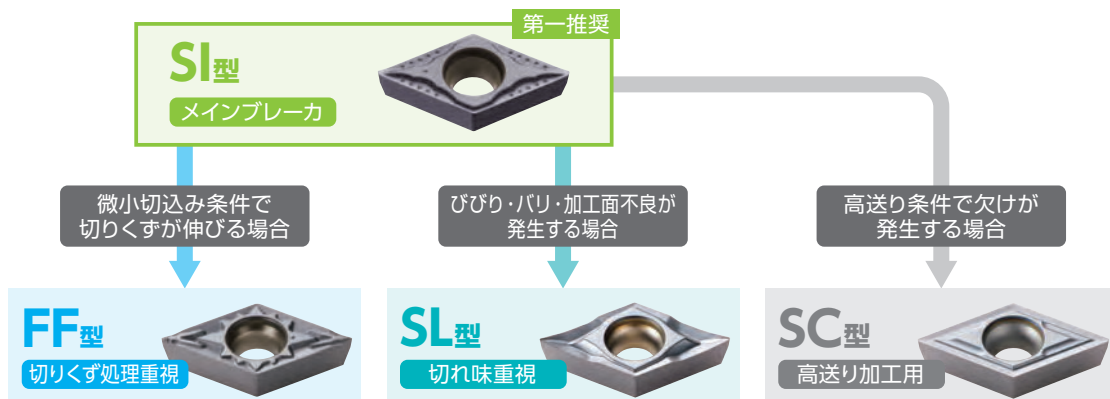 第一推奨
SI型
メインブレーカ
微小切込み条件で
切りくずが伸びる場合
びびり・バリ・加工面不良が
発生する場合
高送り条件で欠けが
発生する場合
FF型
切りくず処理重視
SL型
切れ味重視
SC型
高送り加工用